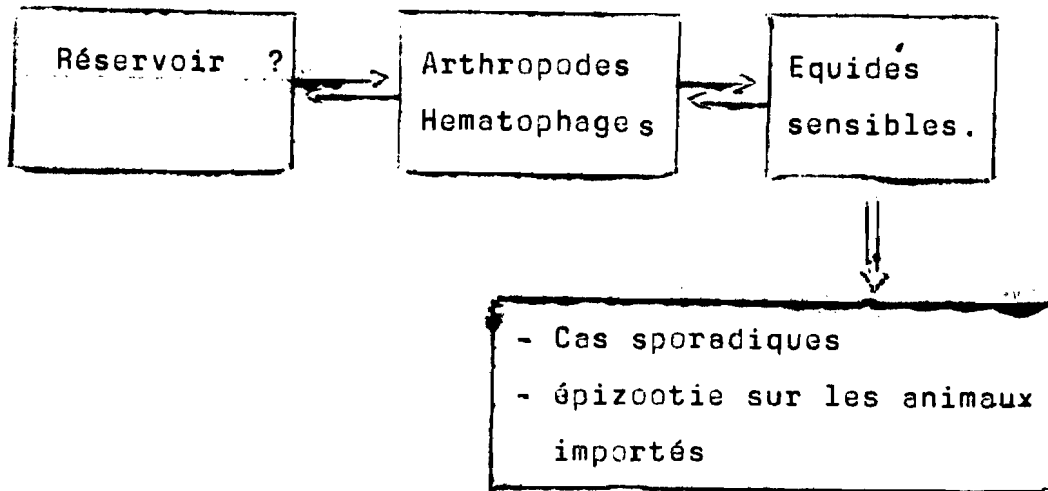 Réservoir ?
Arthropodes
Hematophages
Equidés
sensibles.
- Cas sporadiques
- épizootie sur les animaux
importés